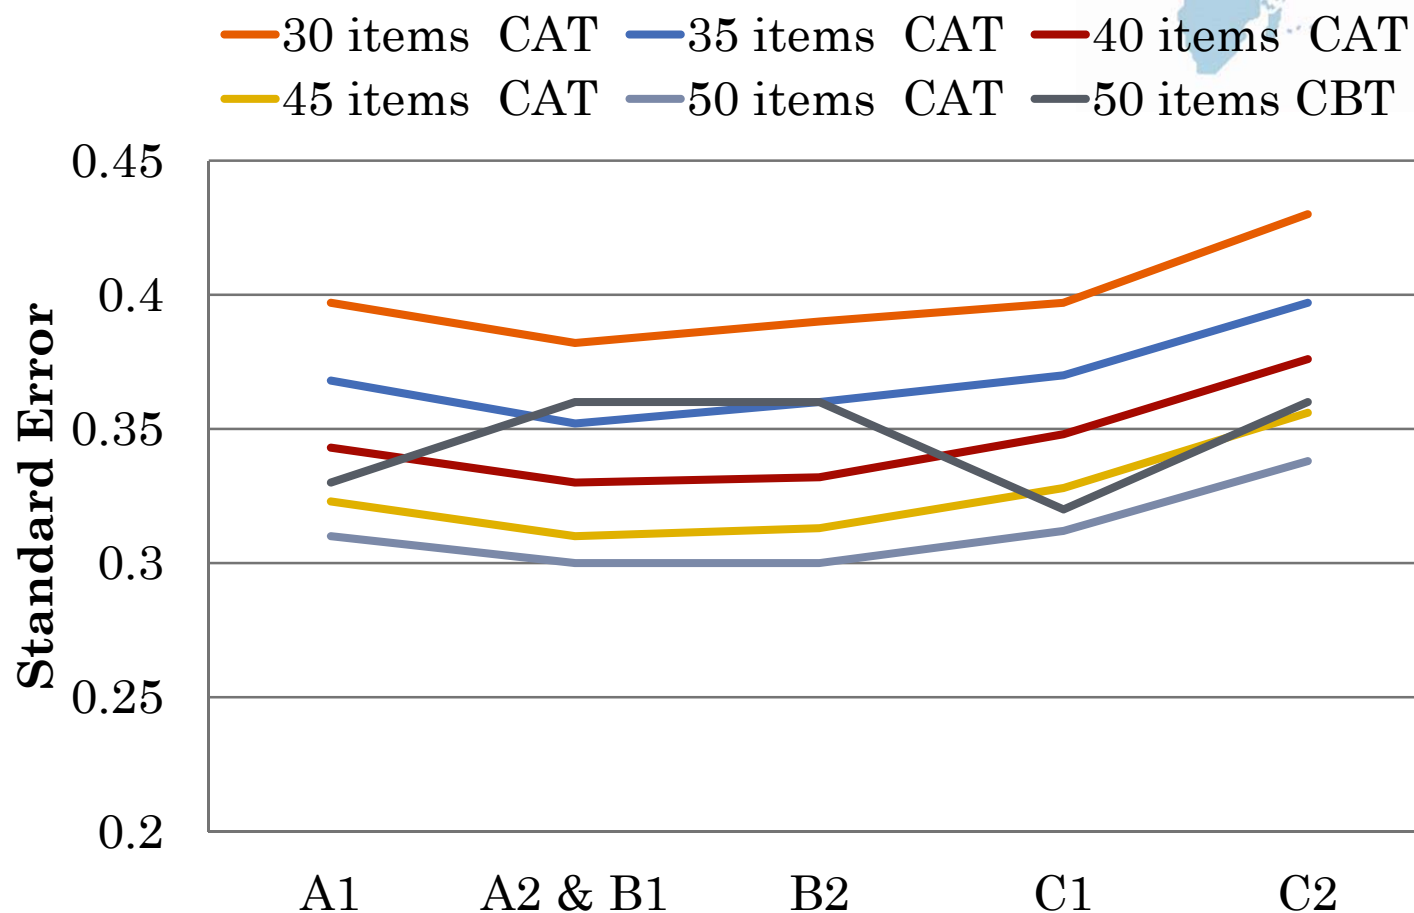 30 items CAT 35 items CAT 40 items CAT
45 items CAT 50 items CAT 50 items CBT
0.45
0.4
0.35
0.3
0.25
0.2
Standard Error
A1 A2 & B1 B2 C1 C2